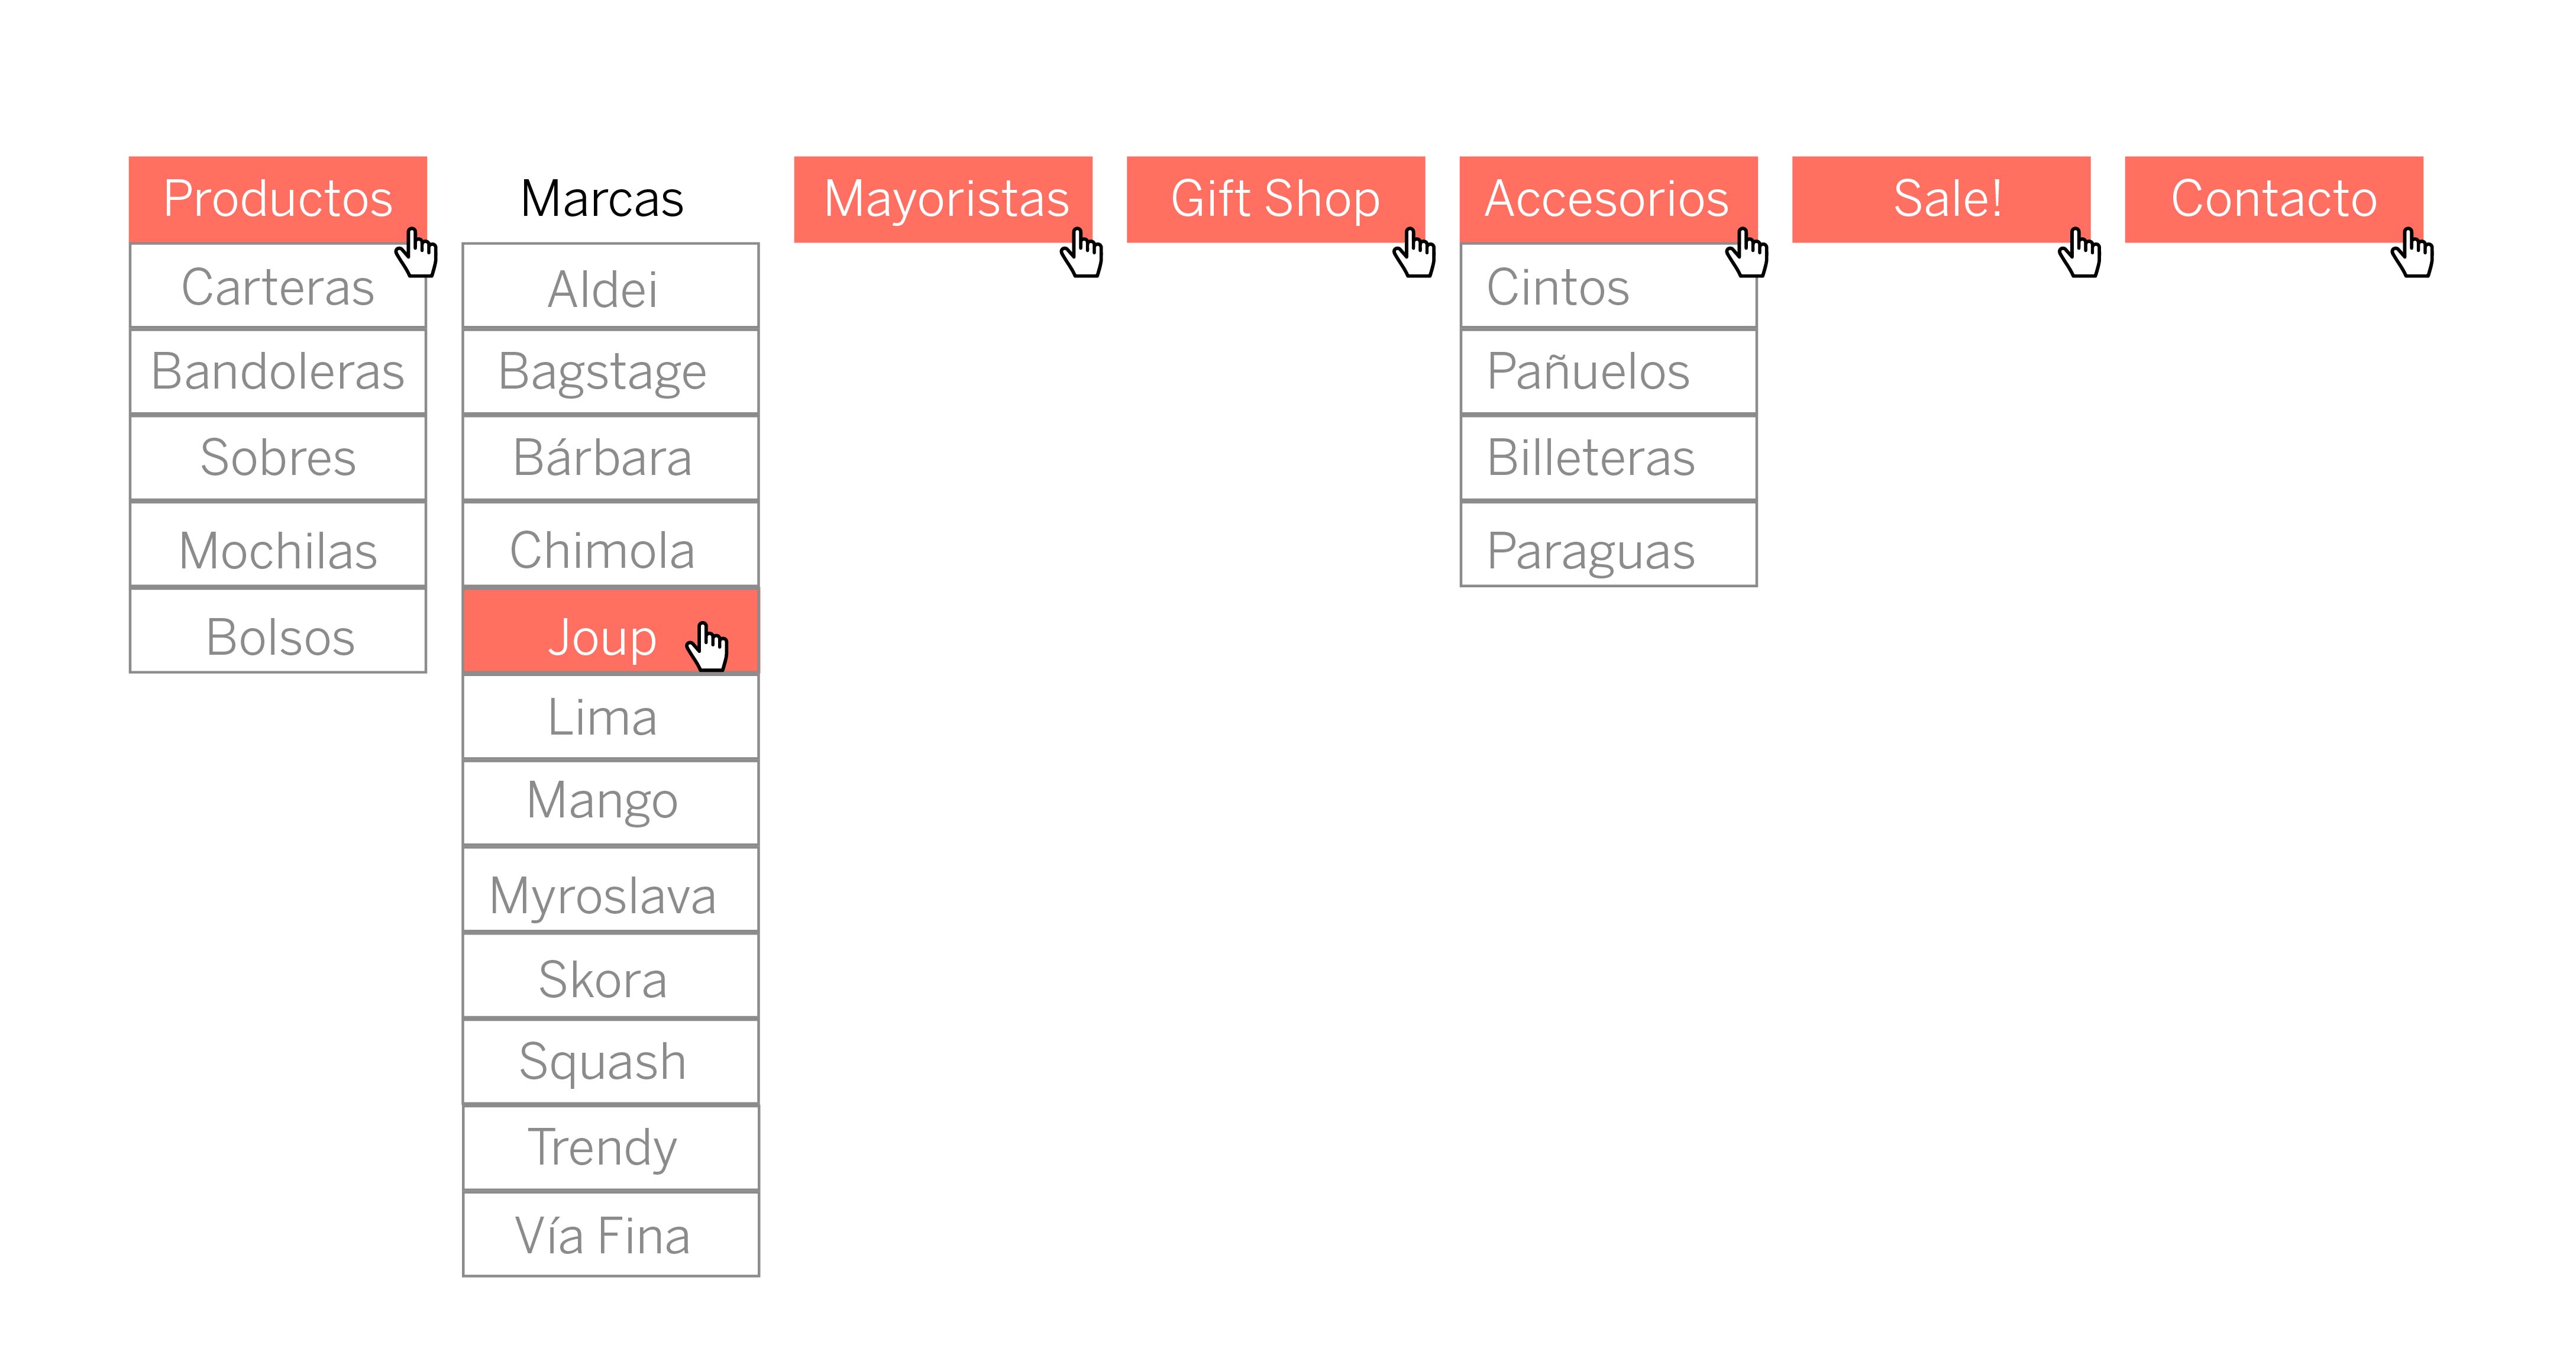 Productos
Marcas
Mayoristas
Gift Shop
Accesorios
Sale!
Contacto
Carteras
Bandoleras
Sobres
Mochilas
Bolsos
Aldei
Bagstage
Bárbara
Chimola
Joup
Lima
Mango
Myroslava
Skora
Squash
Trendy
Vía Fina
Cintos
Pañuelos
Billeteras
Paraguas